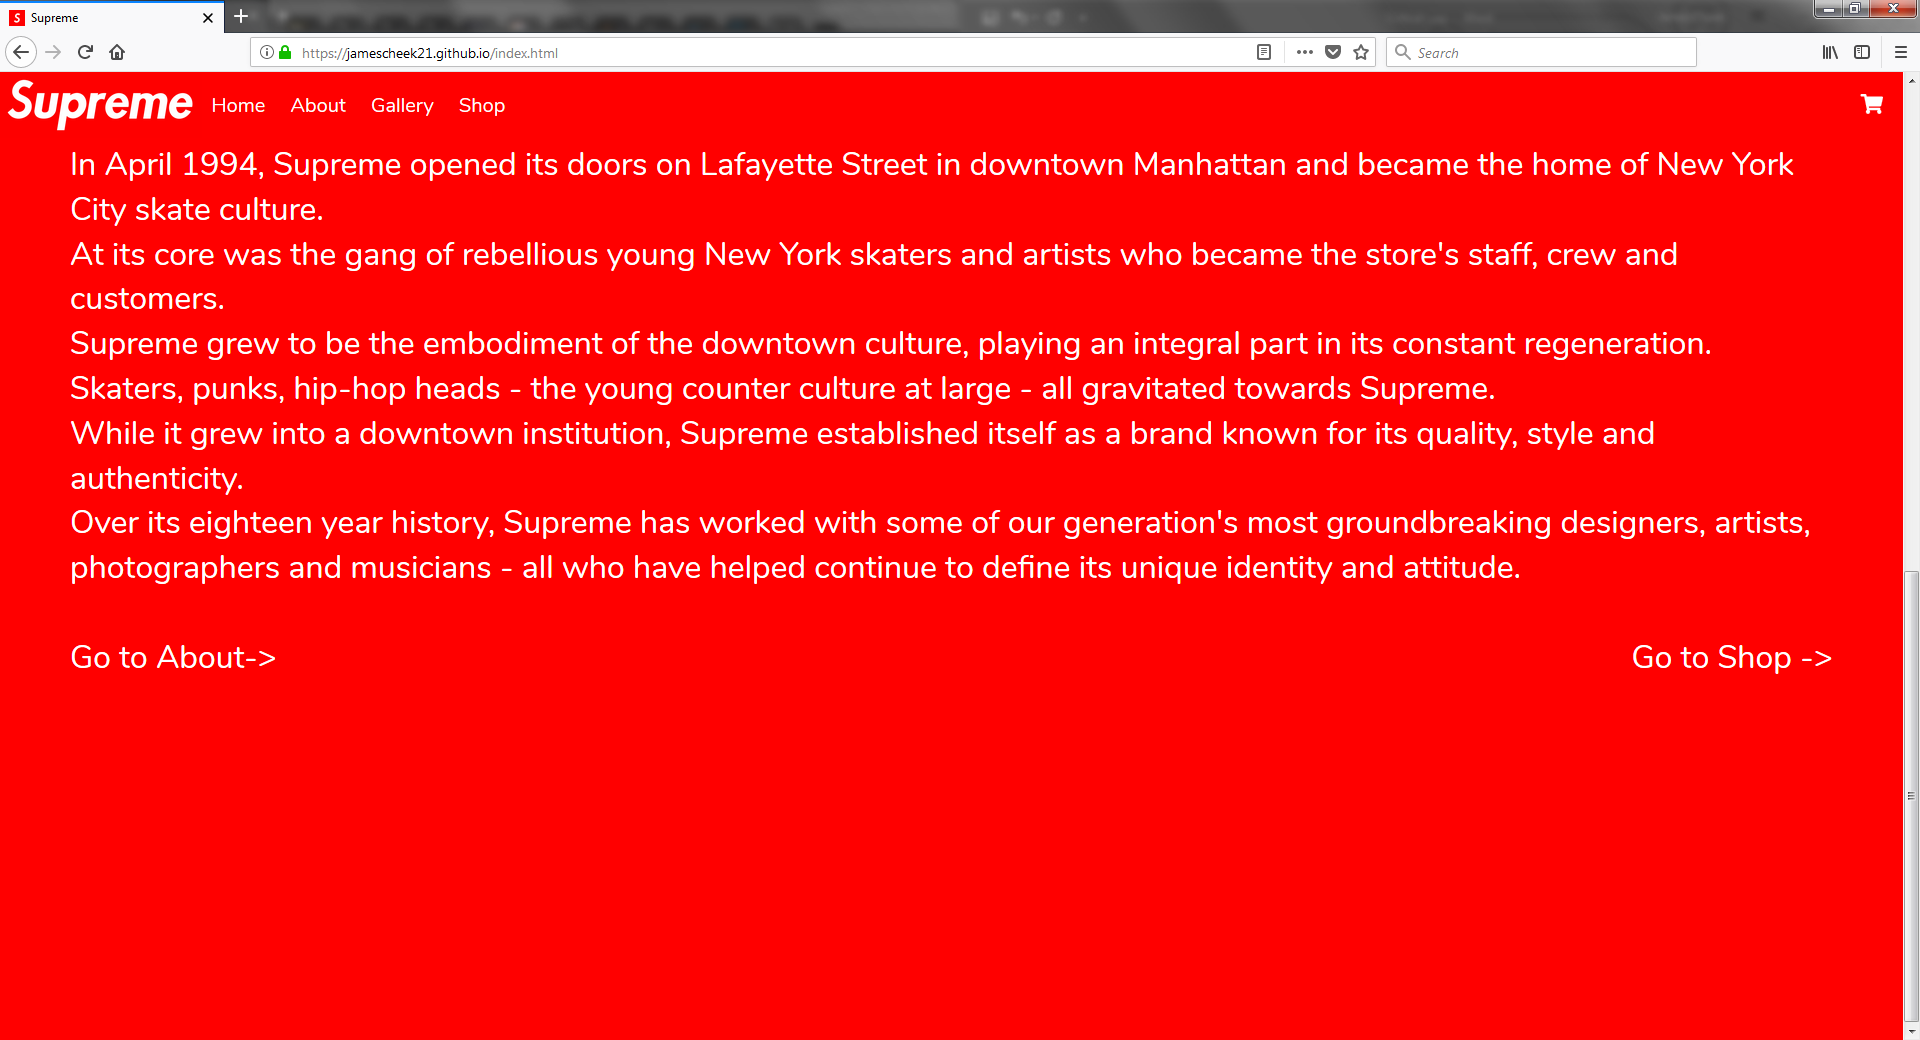 Supreme
https://jamescheek21.github.io/index.html
Search
Supreme Home About Gallery Shop
In April 1994, Supreme opened its doors on Lafayette Street in downtown Manhattan and became the home of New York
City skate culture.
At its core was the gang of rebellious young New York skaters and artists who became the store's staff, crew and
customers.
Supreme grew to be the embodiment of the downtown culture, playing an integral part in its constant regeneration.
Skaters, punks, hip-hop heads - the young counter culture at large - all gravitated towards Supreme.
While it grew into a downtown institution, Supreme established itself as a brand known for its quality, style and
authenticity.
Over its eighteen year history, Supreme has worked with some of our generation's most groundbreaking designers, artists,
photographers and musicians - all who have helped continue to define its unique identity and attitude.
Go to About->
Go to Shop ->